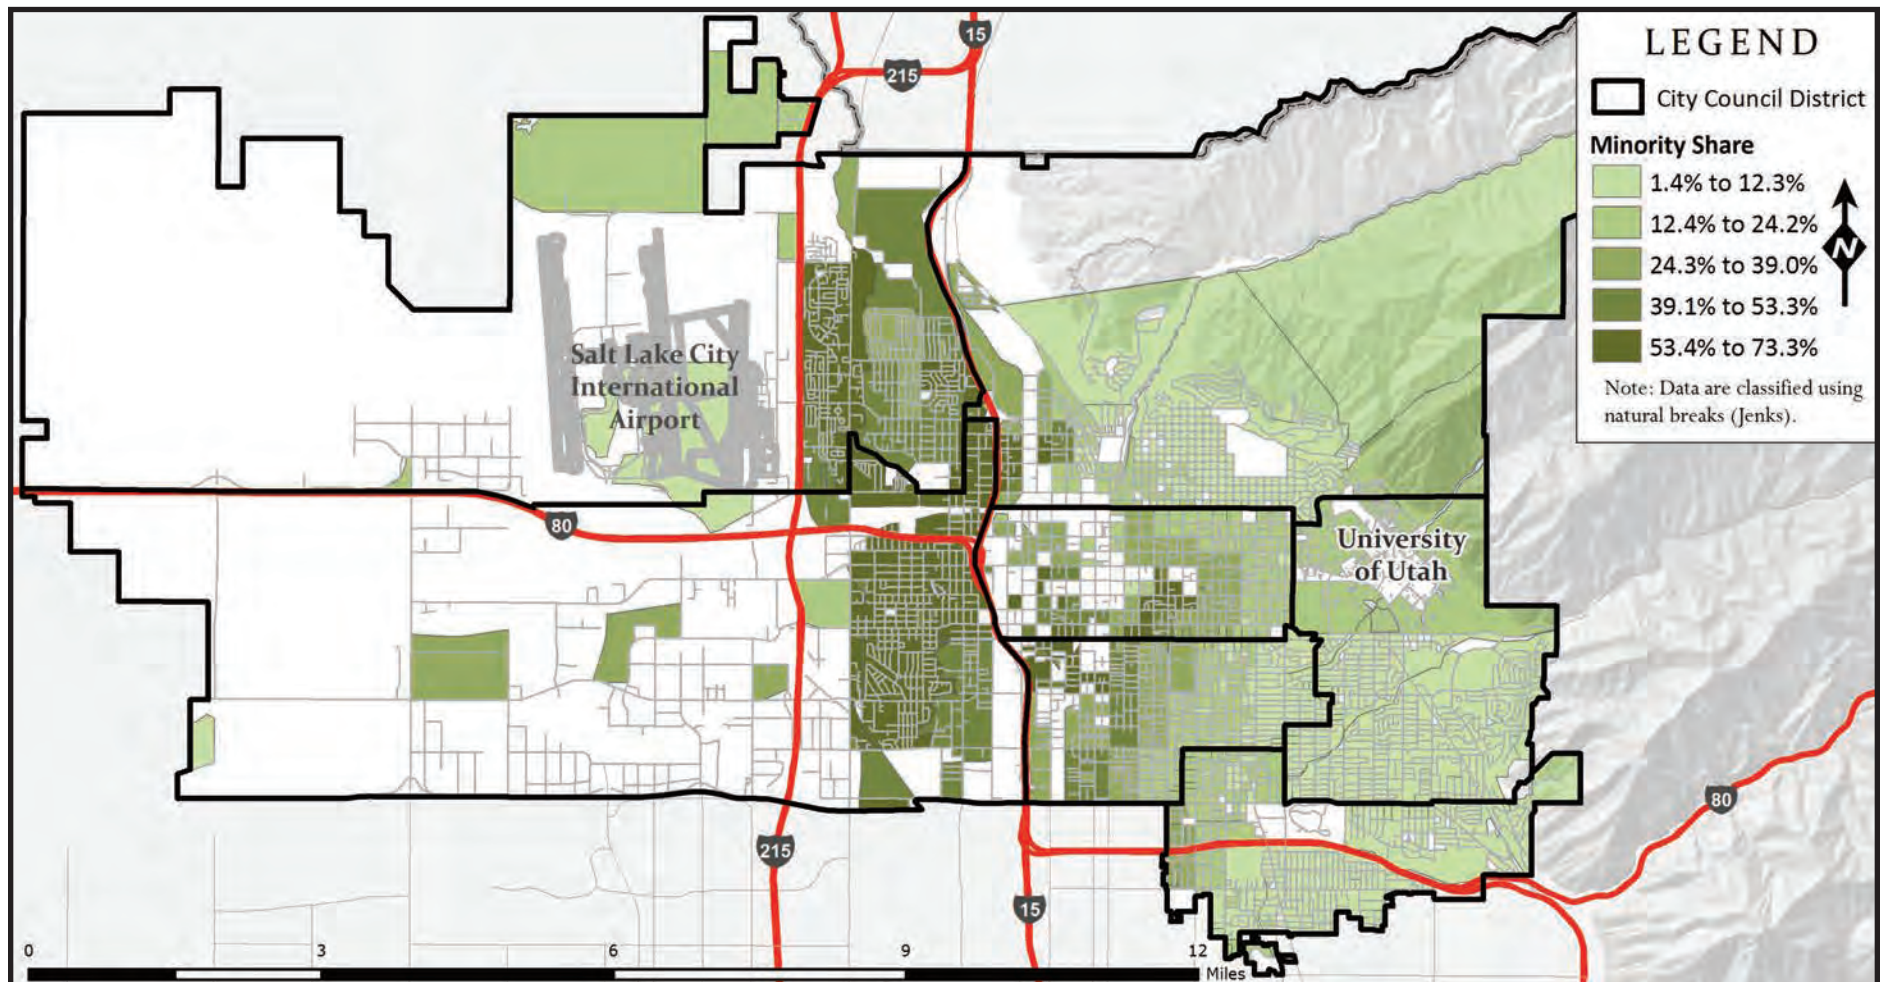 LEGEND
City Council District
Minority Share
1.4% to 12.3%
12.4% to 24.2%
24.3% to 39.0%
39.1% to 53.3%
53.4% to 73.3%
Note: Data are classified using
natural breaks (Jenks).
N
15
215
Salt Lake City
International
Airport
80
University
of Utah
80
215
15
0 3 6 9 12
Miles